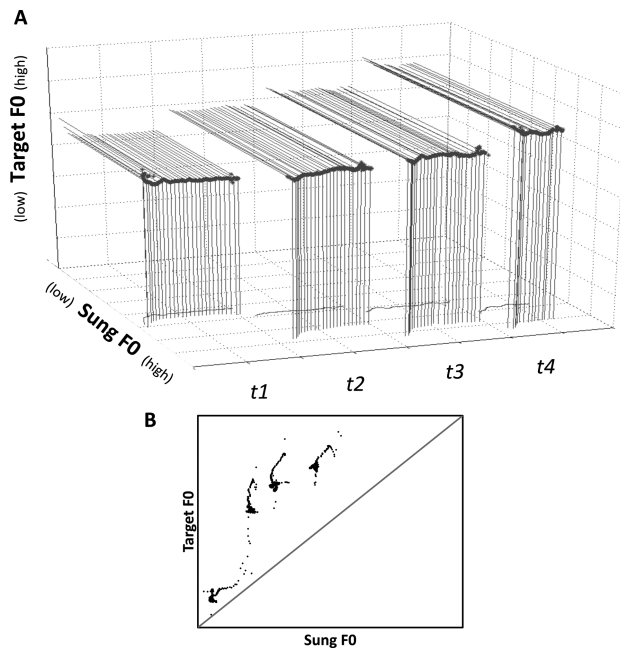 A
(low) Target F0 (high)
(low) Sung F0 (high)
t1 t2 t3 t4
B
Target F0
Sung F0